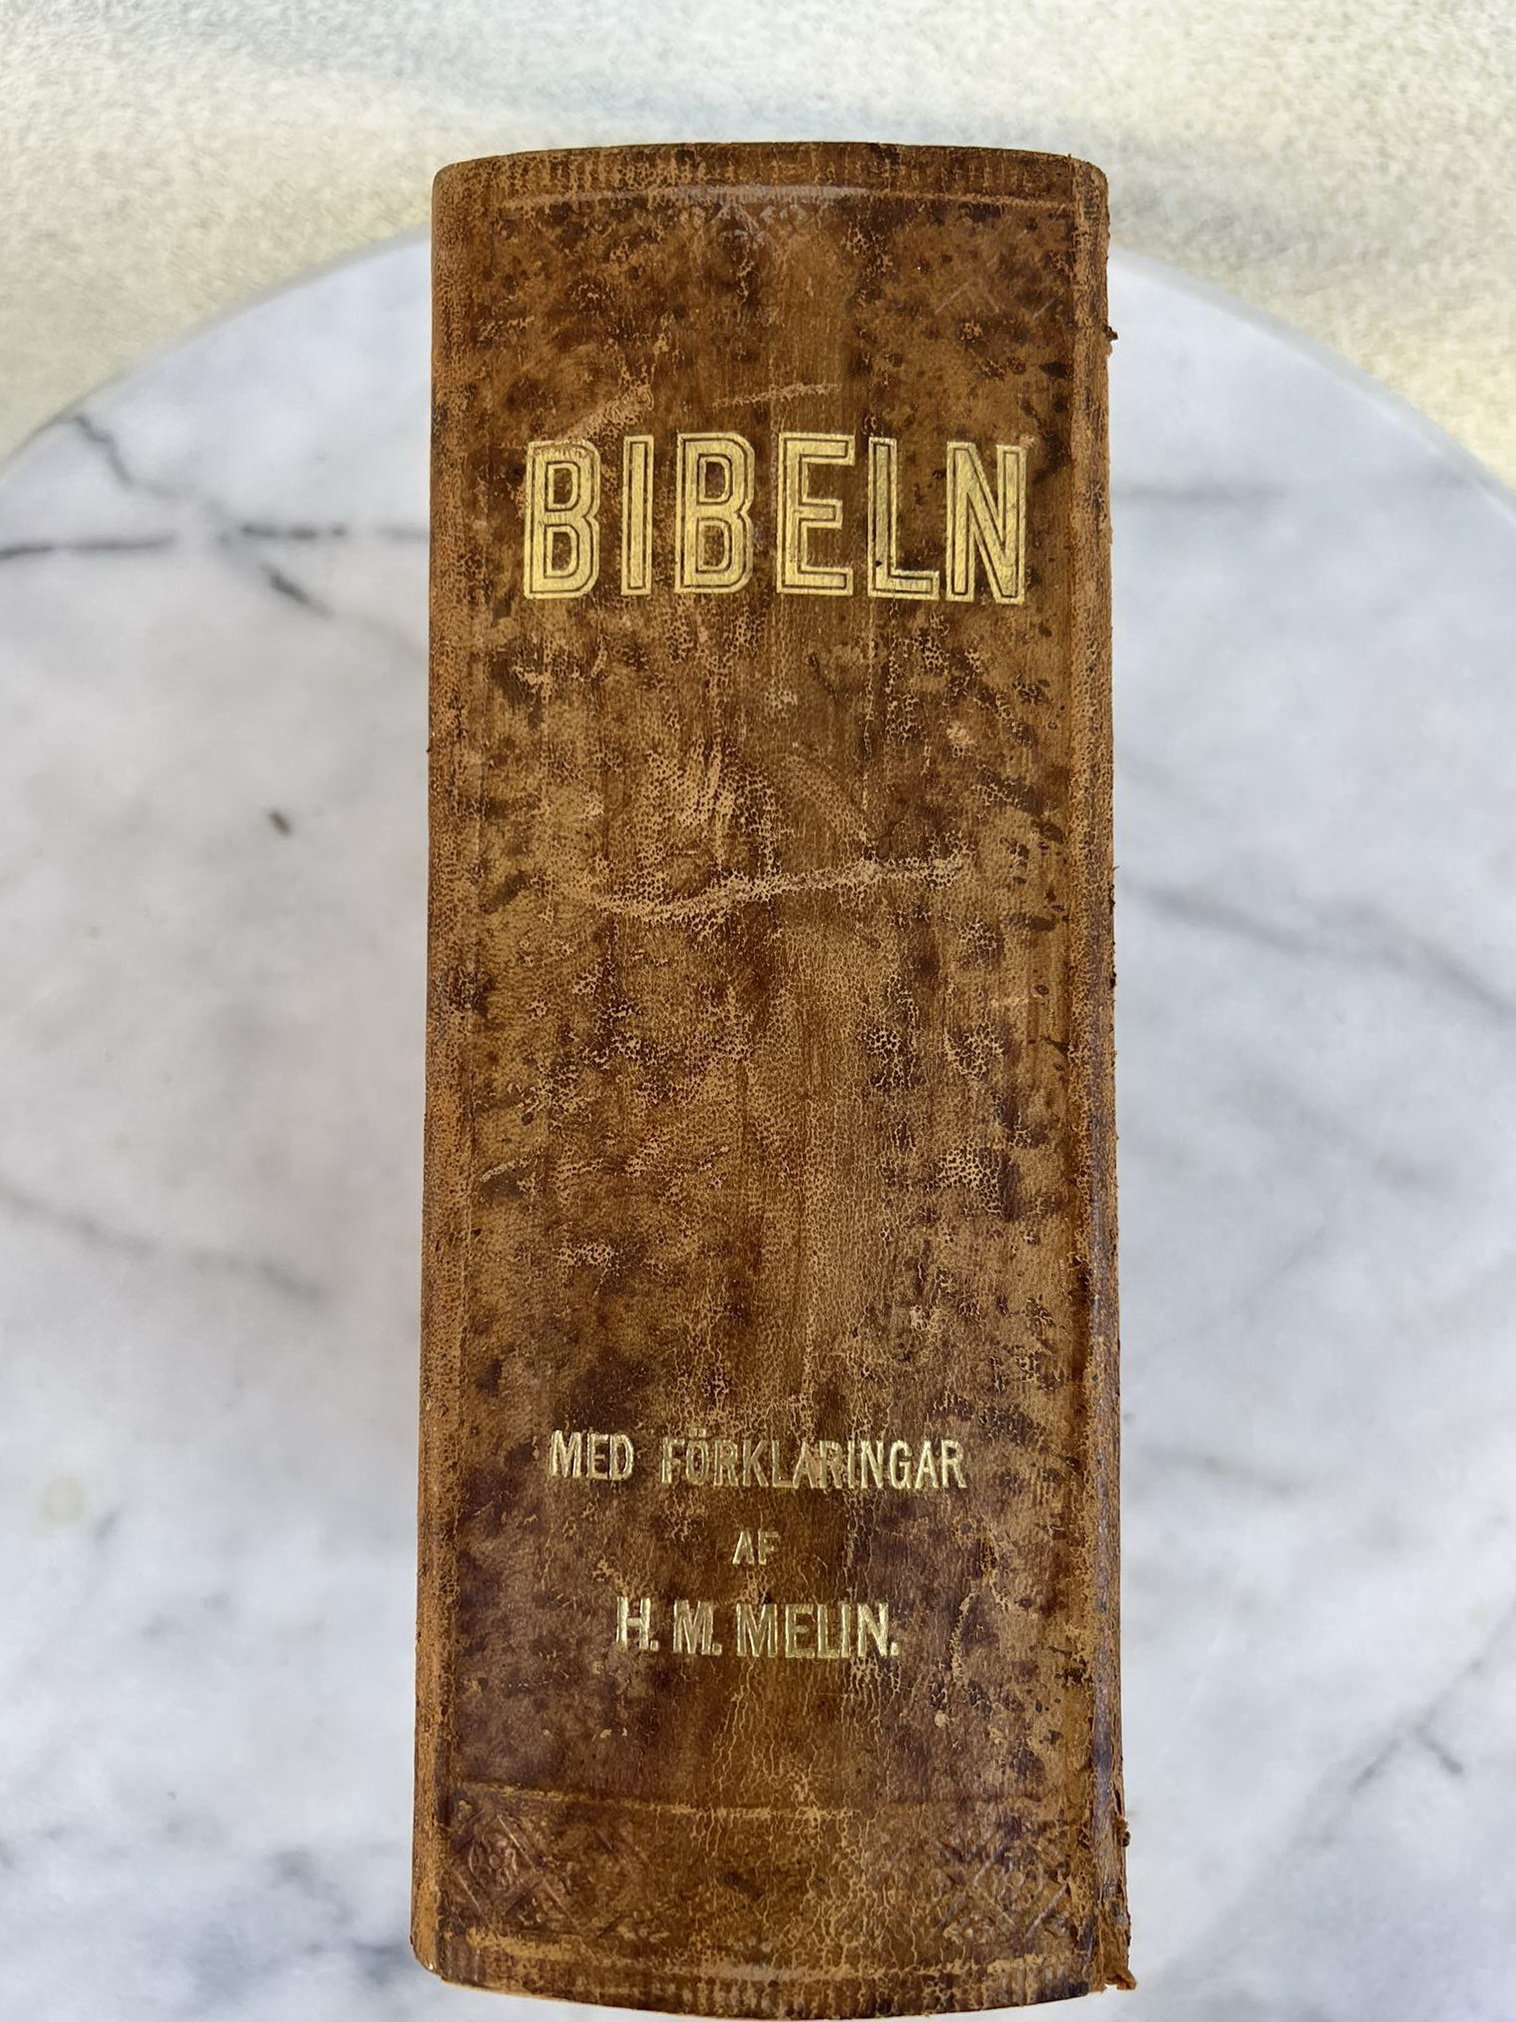 BIBELN
MED FÖRKLARINGAR
AF
H. M. MELIN.